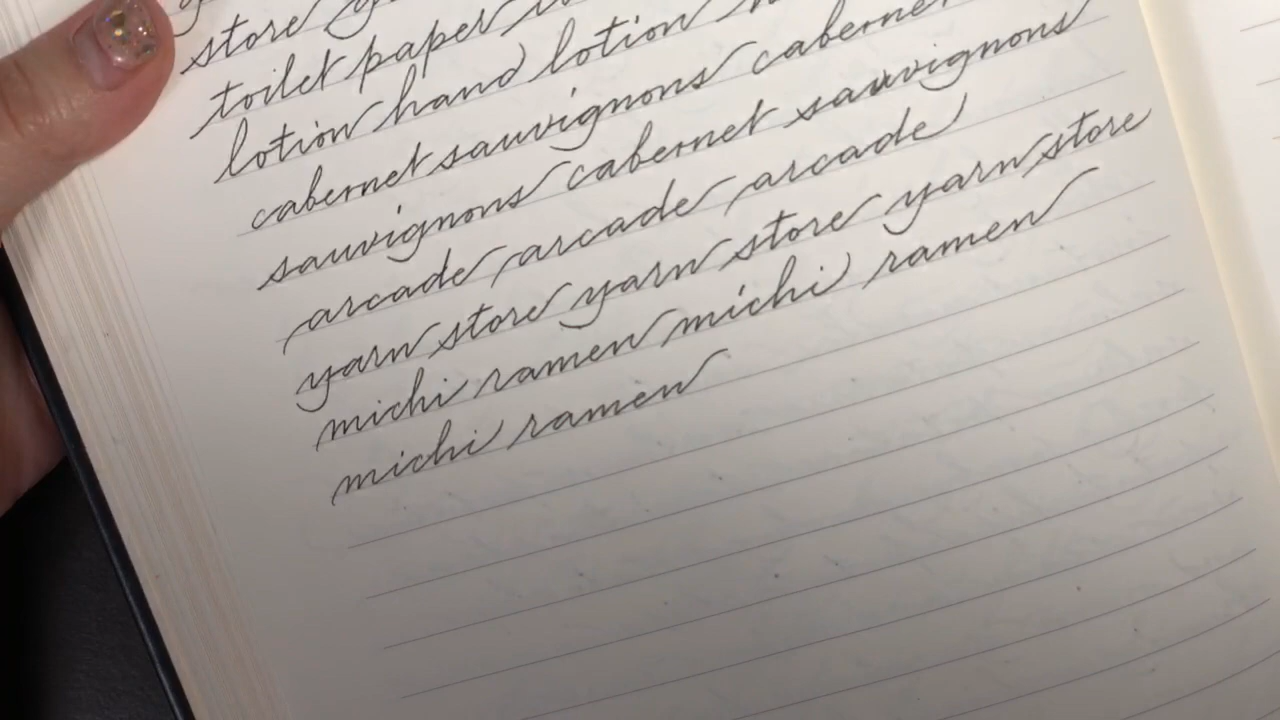 store
toilet paper
lotion hand lotion
cabernet sauvignons cabernet
sauvignons cabernet sauvignons
arcade arcade arcade arcade
yarn store yarn store yarn store
michi ramen michi ramen
michi ramen